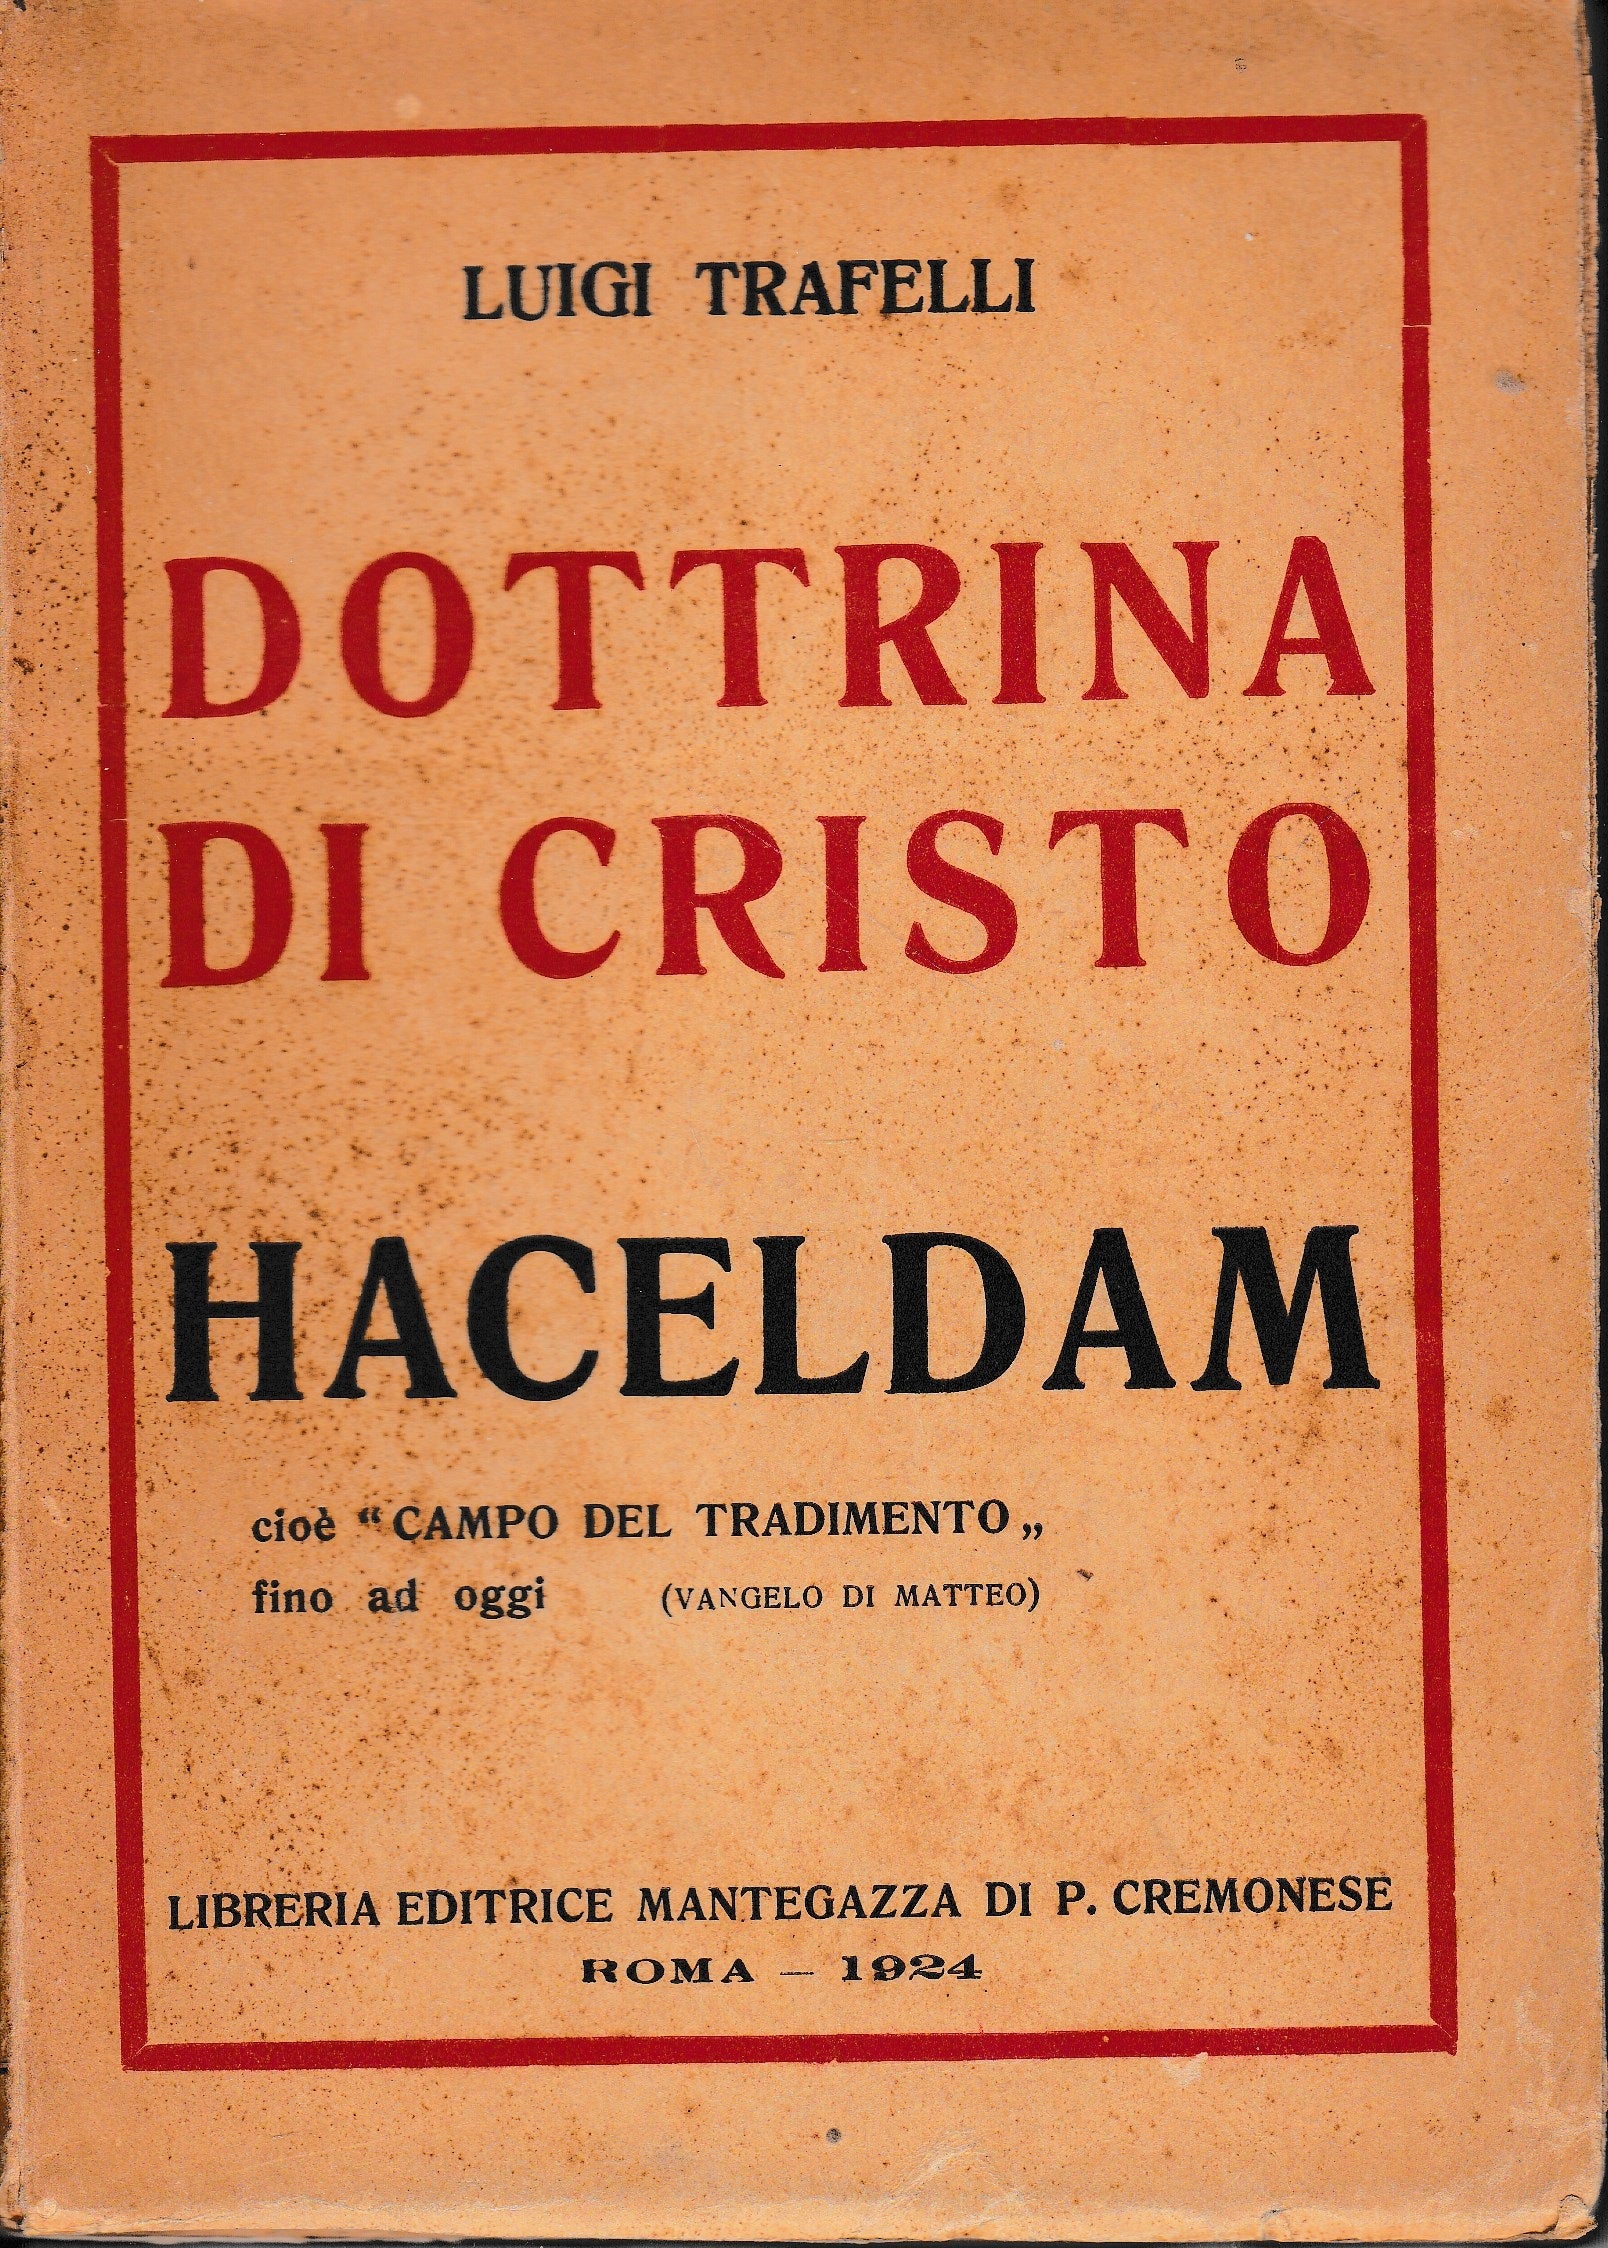 LUIGI TRAFELLI
DOTTRINA
DI CRISTO
HACELDAM
cioè “CAMPO DEL TRADIMENTO„
fino ad oggi (VANGELO DI MATTEO)
LIBRERIA EDITRICE MANTEGAZZA DI P. CREMONESE
ROMA — 1924